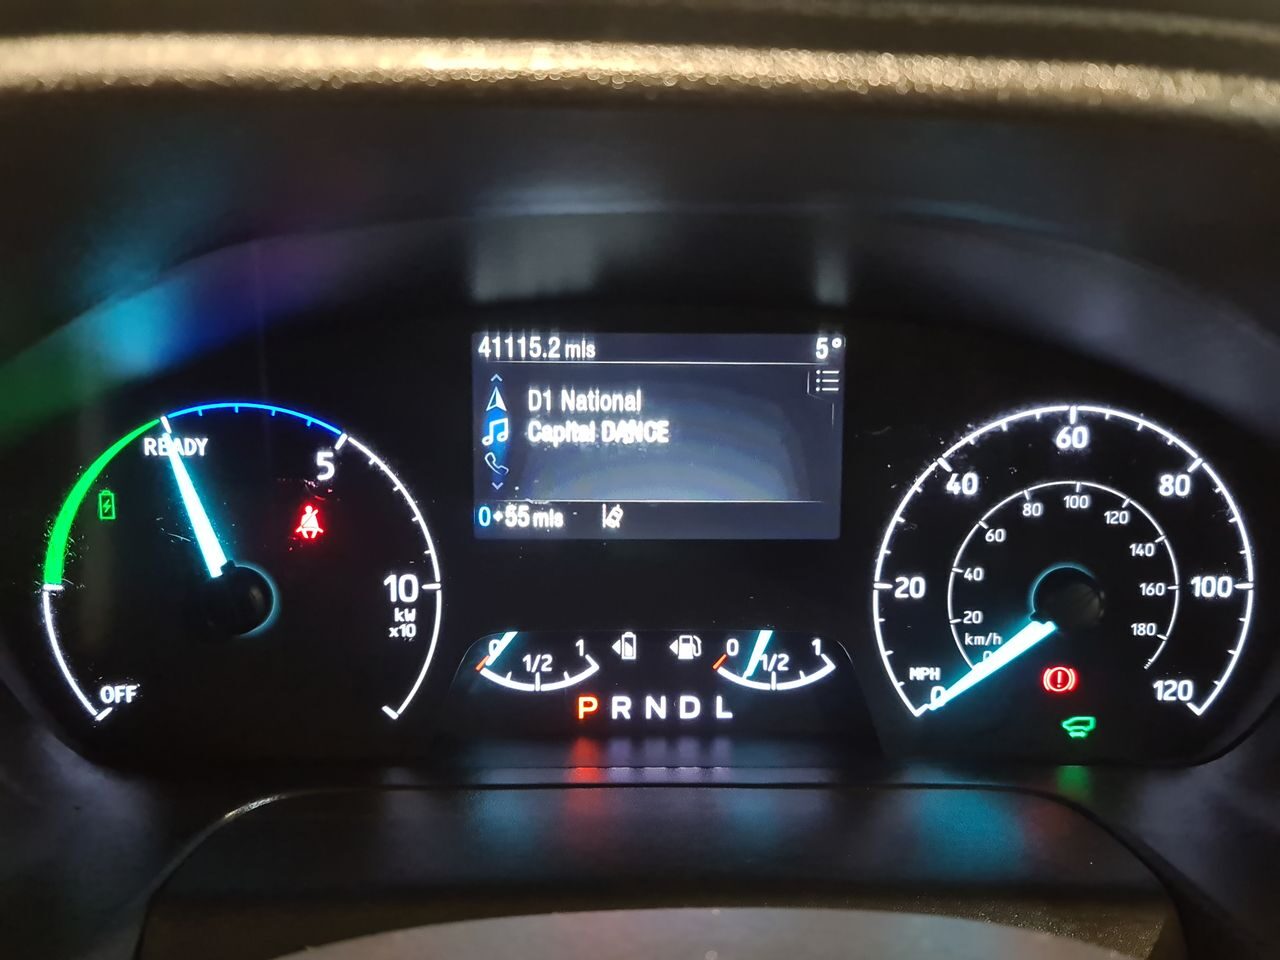 41115.2 mls 5°
D1 National
Capital DANCE
0+55 mls
READY
5
10
kW
x10
OFF
0 1/2 1
0 1/2 1
P R N D L
0
20
40
60
80
100
120
MPH
0
20
40
60
80
100
120
140
160
180
km/h